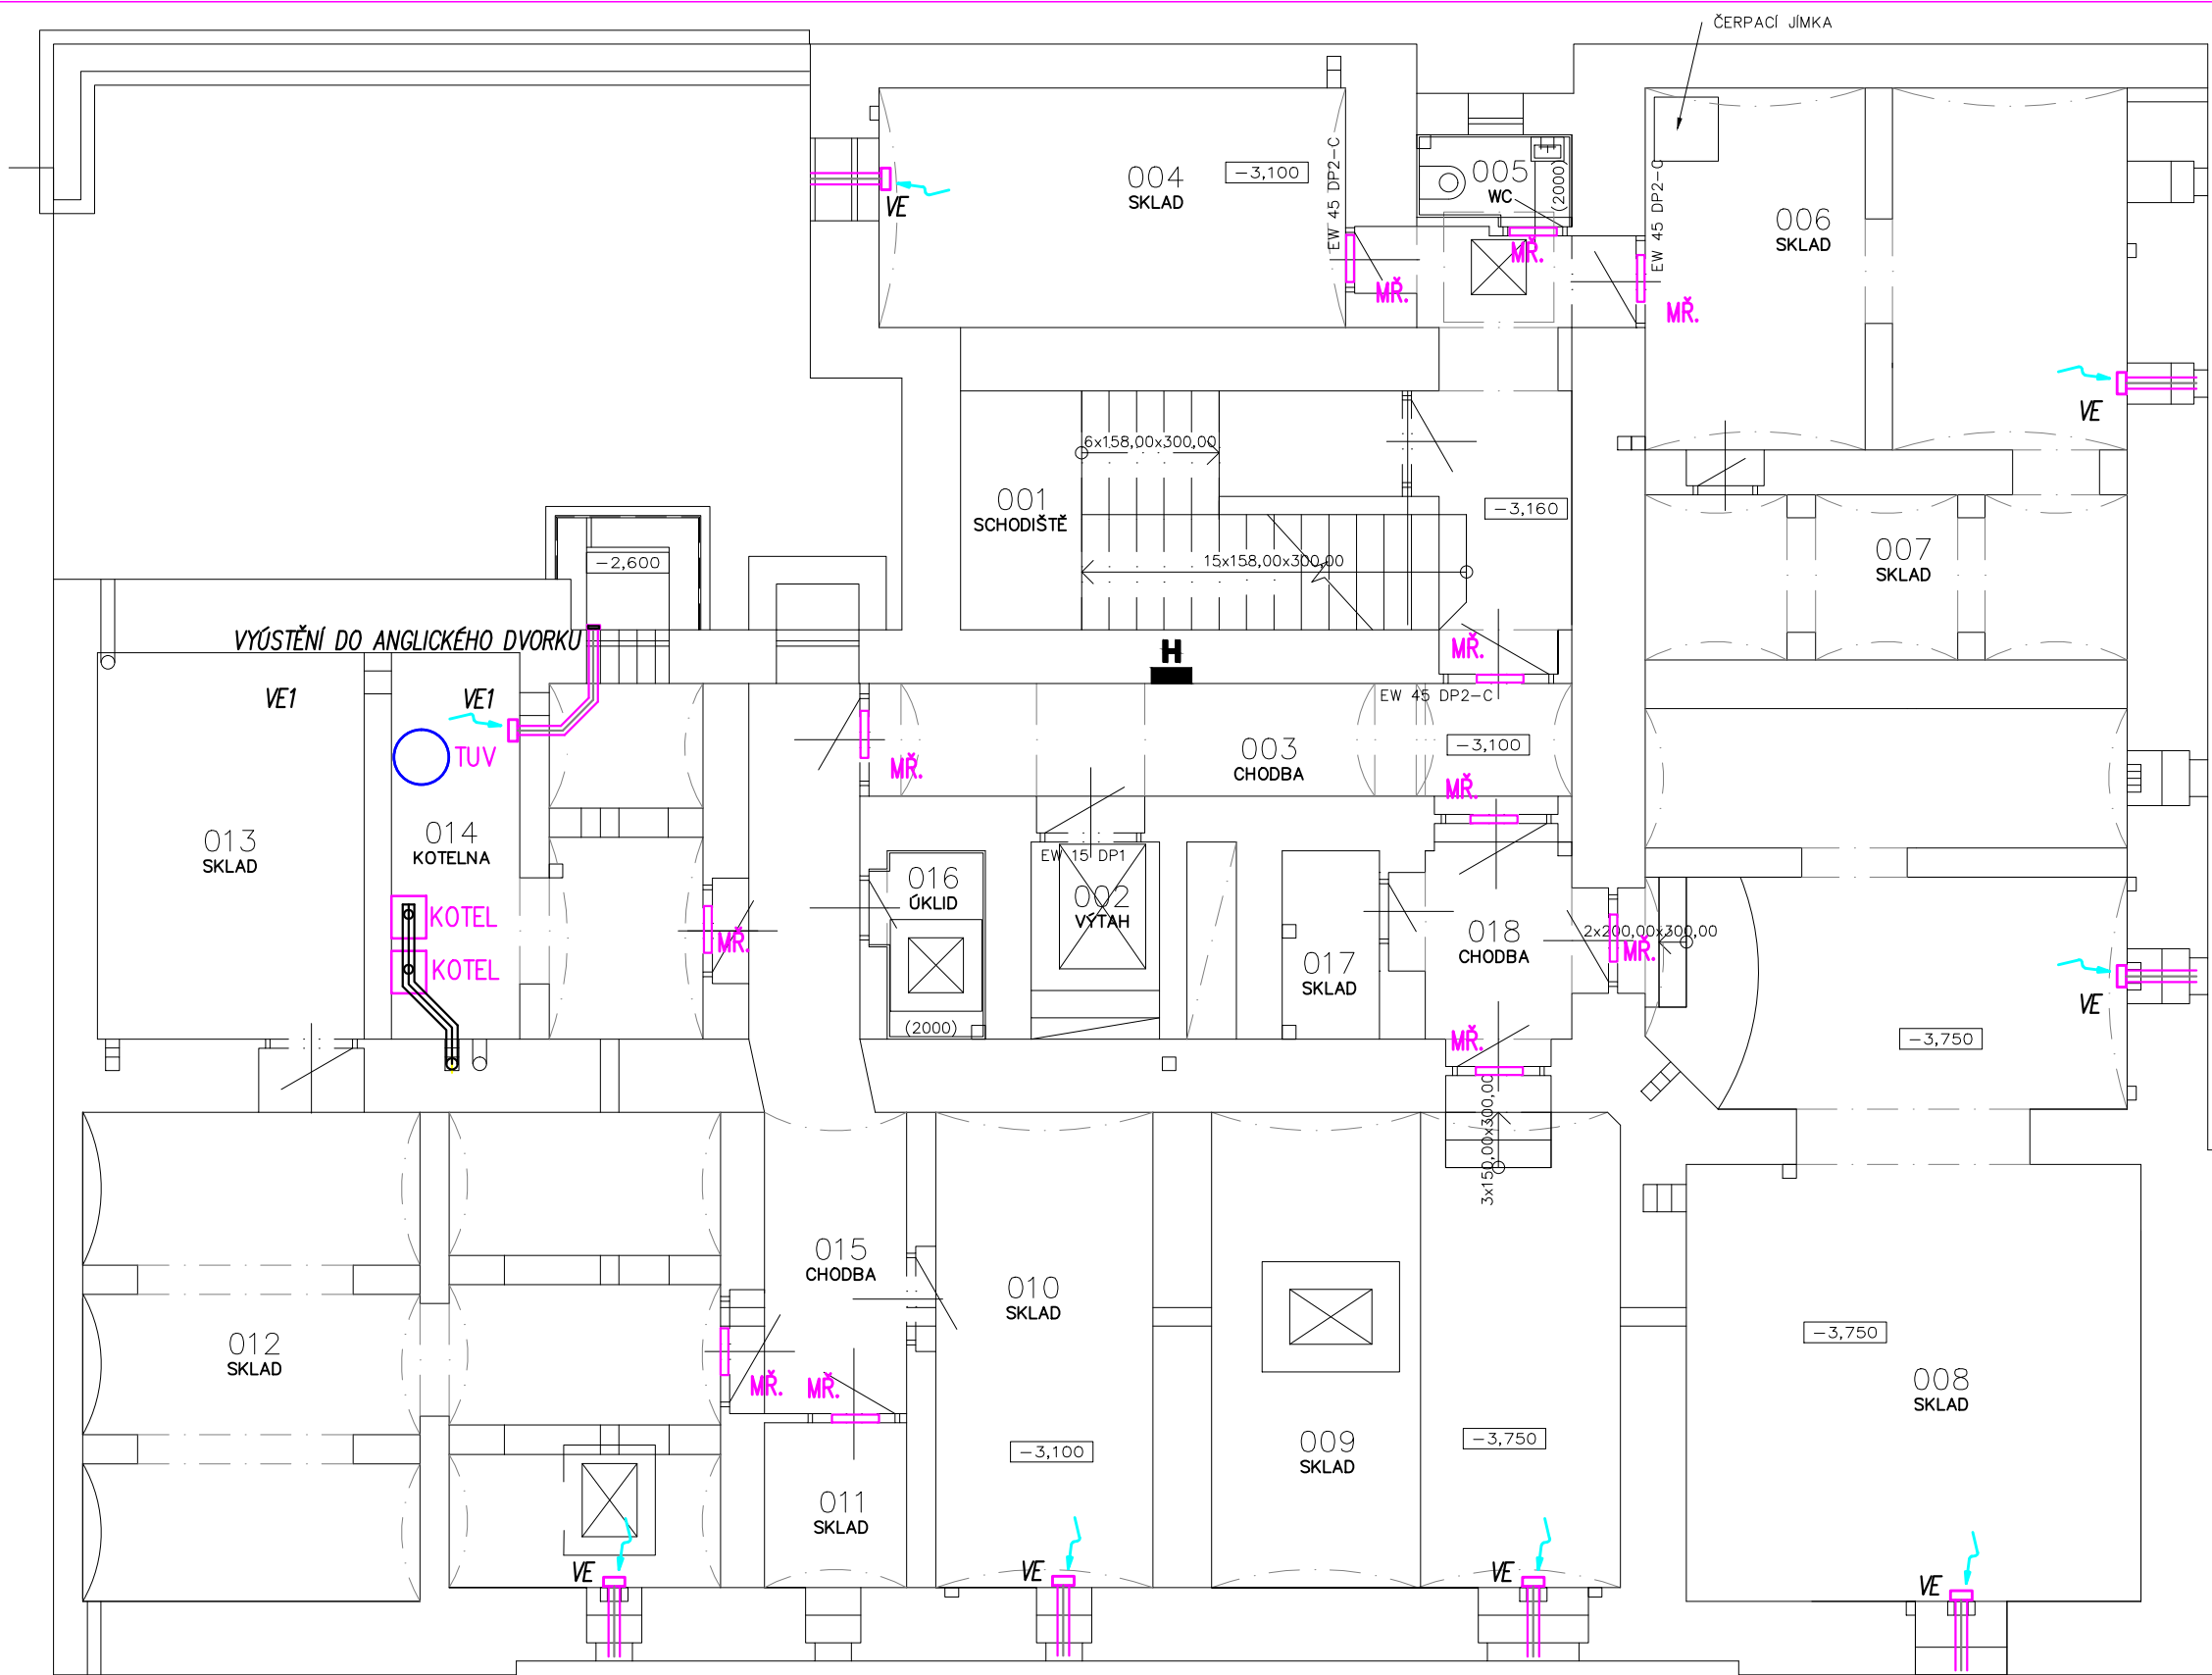 ČERPACÍ JÍMKA
004
SKLAD
-3,100
EW 45 DP2-C
VE
005
WC
(2000)
MŘ.
MŘ.
MŘ.
EW 45 DP2-C
006
SKLAD
VE
6x158,00x300,00
001
SCHODIŠTĚ
-3,160
15x158,00x300,00
007
SKLAD
-2,600
VYÚSTĚNÍ DO ANGLICKÉHO DVORKU
H
MŘ.
EW 45 DP2-C
VE1
VE1
TUV
MŘ.
003
CHODBA
-3,100
MŘ.
013
SKLAD
014
KOTELNA
EW 15 DP1
016
ÚKLID
002
VÝTAH
KOTEL
KOTEL
MŘ.
(2000)
017
SKLAD
018
CHODBA
2x200,00x300,00
MŘ.
MŘ.
VE
-3,750
3x150,00x300,00
015
CHODBA
010
SKLAD
012
SKLAD
MŘ.
MŘ.
-3,750
008
SKLAD
-3,100
009
SKLAD
-3,750
011
SKLAD
VE
VE
VE
VE